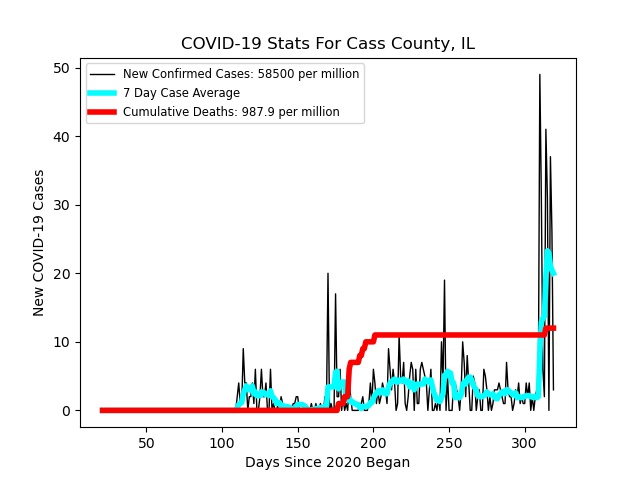 COVID-19 Stats For Cass County, IL
New Confirmed Cases: 58500 per million
7 Day Case Average
Cumulative Deaths: 987.9 per million
New COVID-19 Cases
50
40
30
20
10
0
50 100 150 200 250 300
Days Since 2020 Began